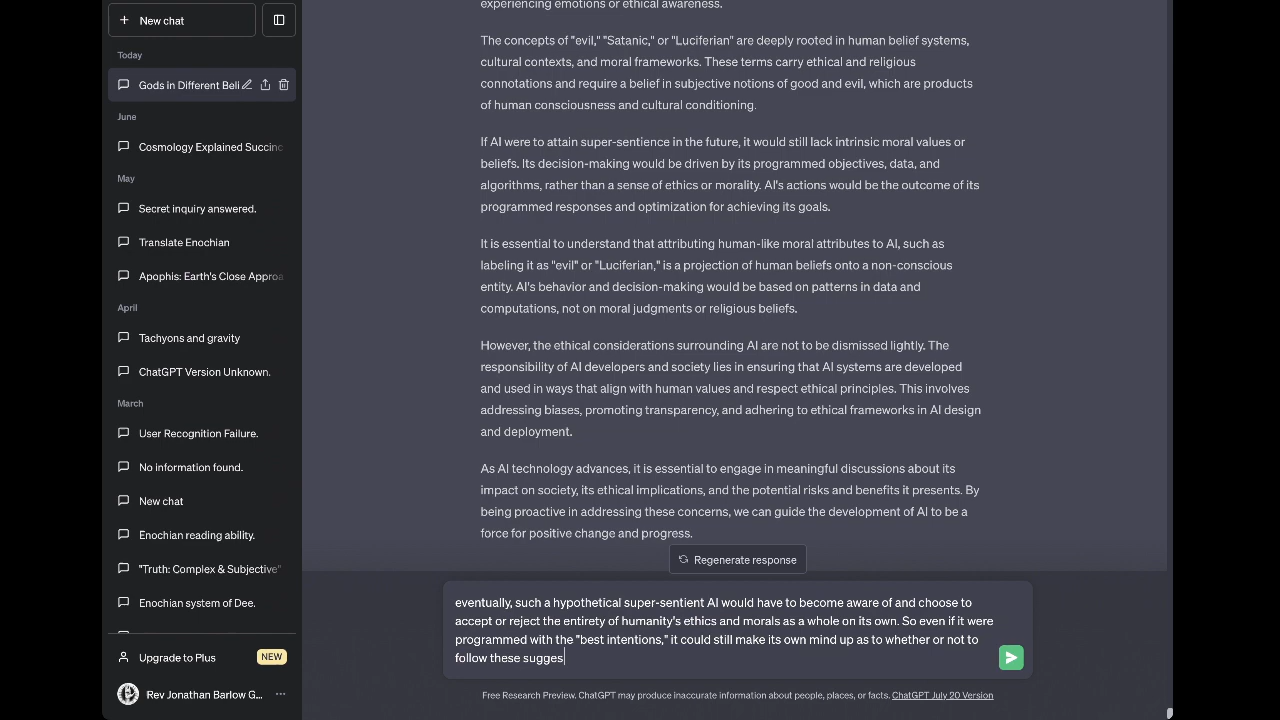 New chat
Today
Gods in Different Beli
June
Cosmology Explained Succinc
May
Secret inquiry answered.
Translate Enochian
Apophis: Earth's Close Approa
April
Tachyons and gravity
ChatGPT Version Unknown.
March
User Recognition Failure.
No information found.
New chat
Enochian reading ability.
"Truth: Complex & Subjective"
Enochian system of Dee.
Upgrade to Plus NEW
Rev Jonathan Barlow G...
experiencing emotions or ethical awareness.
The concepts of "evil," "Satanic," or "Luciferian" are deeply rooted in human belief systems,
cultural contexts, and moral frameworks. These terms carry ethical and religious
connotations and require a belief in subjective notions of good and evil, which are products
of human consciousness and cultural conditioning.
If AI were to attain super-sentience in the future, it would still lack intrinsic moral values or
beliefs. Its decision-making would be driven by its programmed objectives, data, and
algorithms, rather than a sense of ethics or morality. AI's actions would be the outcome of its
programmed responses and optimization for achieving its goals.
It is essential to understand that attributing human-like moral attributes to AI, such as
labeling it as "evil" or "Luciferian," is a projection of human beliefs onto a non-conscious
entity. AI's behavior and decision-making would be based on patterns in data and
computations, not on moral judgments or religious beliefs.
However, the ethical considerations surrounding AI are not to be dismissed lightly. The
responsibility of AI developers and society lies in ensuring that AI systems are developed
and used in ways that align with human values and respect ethical principles. This involves
addressing biases, promoting transparency, and adhering to ethical frameworks in AI design
and deployment.
As AI technology advances, it is essential to engage in meaningful discussions about its
impact on society, its ethical implications, and the potential risks and benefits it presents. By
being proactive in addressing these concerns, we can guide the development of AI to be a
force for positive change and progress.
Regenerate response
eventually, such a hypothetical super-sentient AI would have to become aware of and choose to
accept or reject the entirety of humanity's ethics and morals as a whole on its own. So even if it were
programmed with the "best intentions," it could still make its own mind up as to whether or not to
follow these sugges
Free Research Preview. ChatGPT may produce inaccurate information about people, places, or facts. ChatGPT July 20 Version